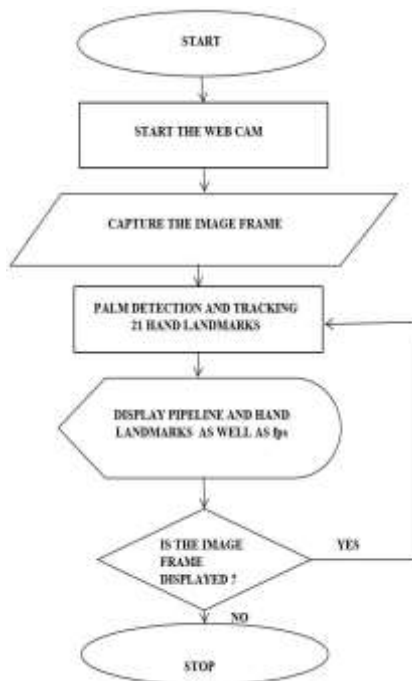 START
START THE WEB CAM
CAPTURE THE IMAGE FRAME
PALM DETECTION AND TRACKING
21 HAND LANDMARKS
DISPLAY PIPELINE AND HAND
LANDMARKS AS WELL AS fps
IS THE IMAGE
FRAME
DISPLAYED ?
YES
NO
STOP